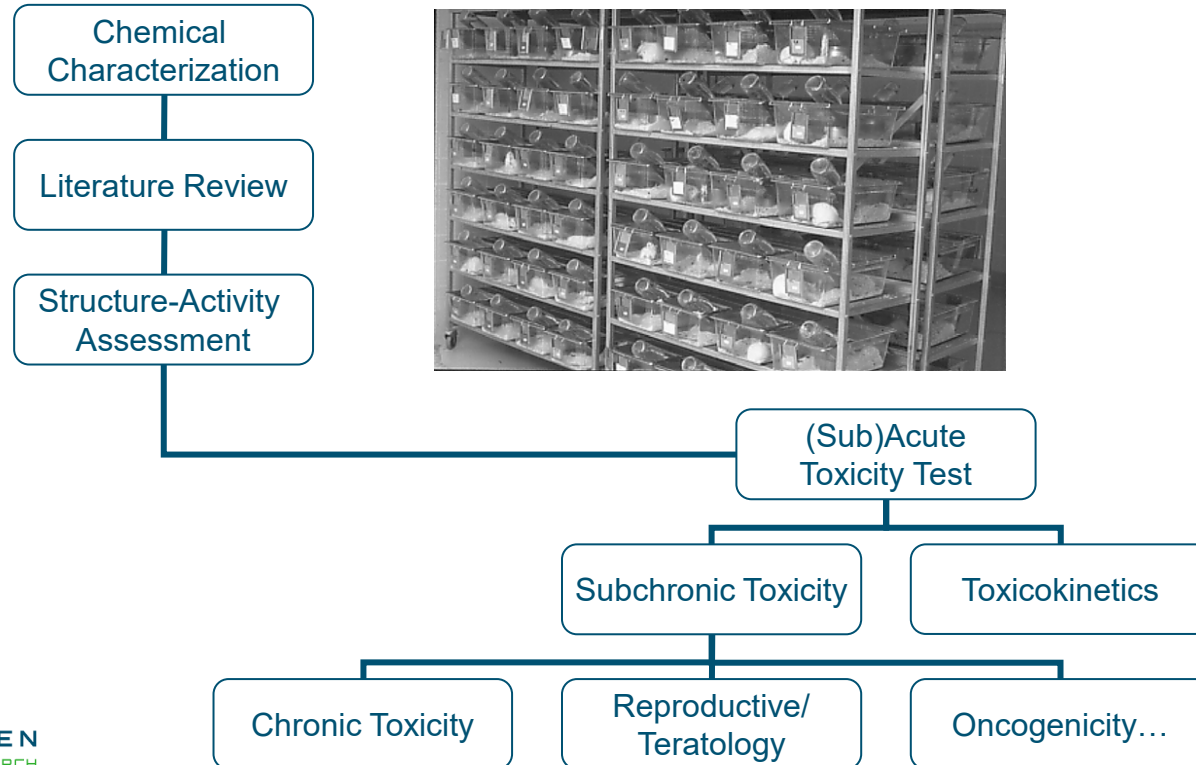 Chemical
Characterization
Literature Review
Structure-Activity
Assessment
(Sub)Acute
Toxicity Test
Subchronic Toxicity
Toxicokinetics
Chronic Toxicity
Reproductive/
Teratology
Oncogenicity…
EN